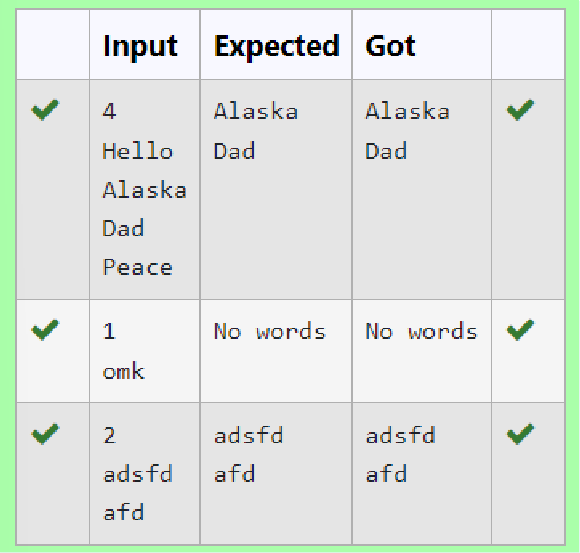 Input Expected Got
4 Alaska Alaska
Hello Dad Dad
Alaska
Dad
Peace
1 No words No words
omk
2 adsfd adsfd
adsfd afd afd
afd